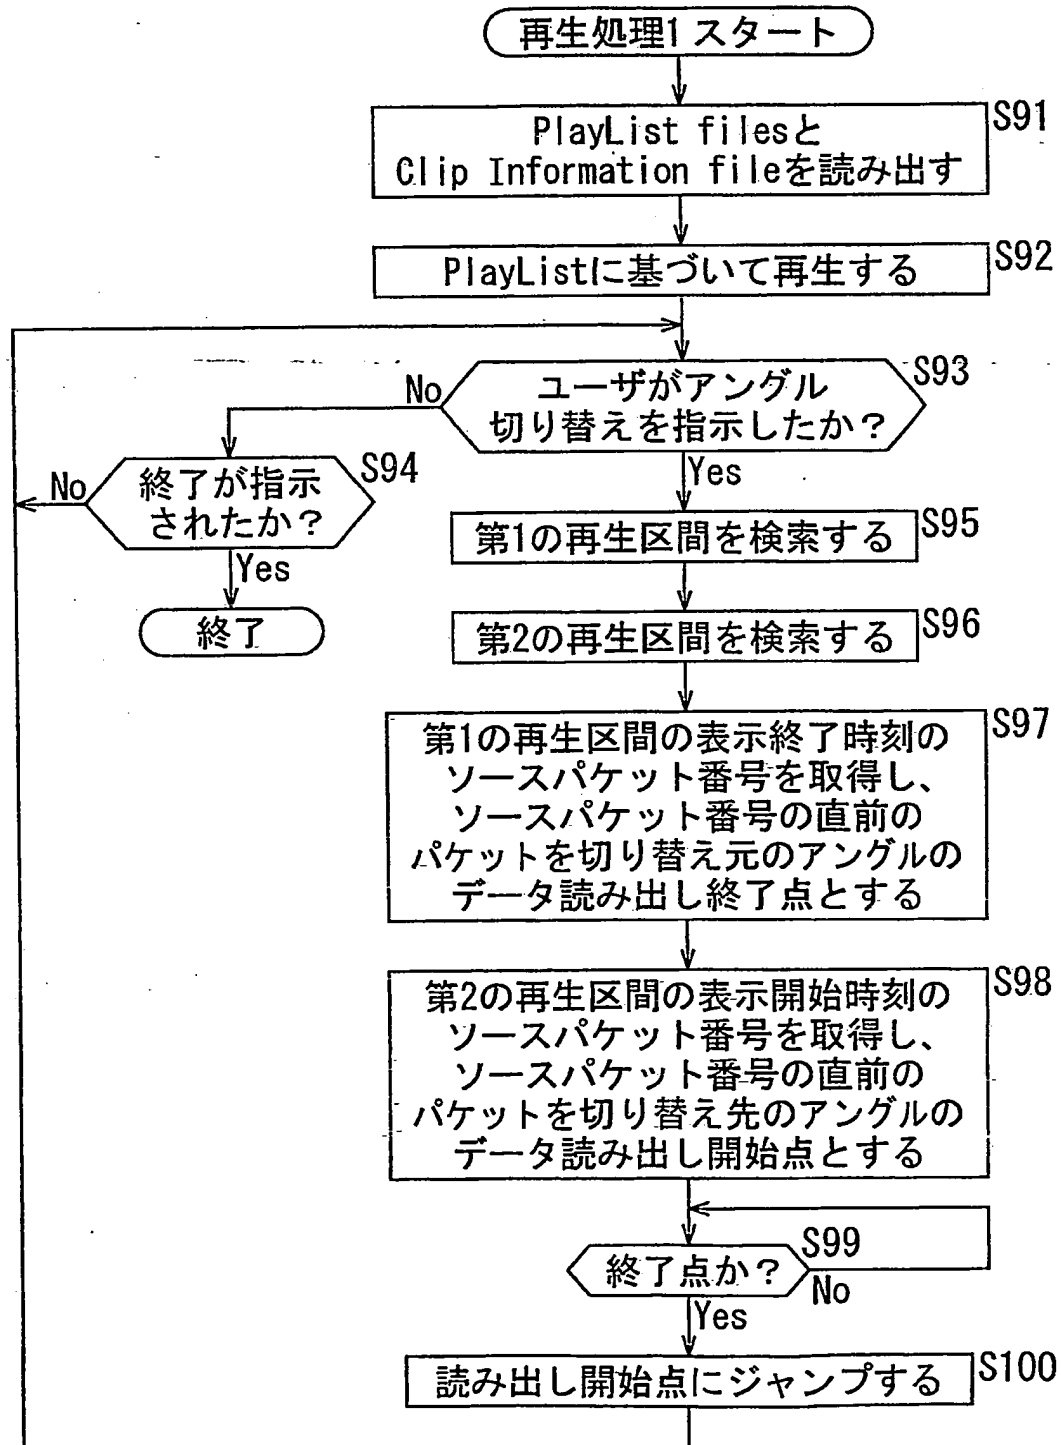 再生処理1 スタート
S91
PlayList filesと
Clip Information fileを読み出す
S92
PlayListに基づいて再生する
S93
ユーザがアングル
切り替えを指示したか？
No
Yes
S94
終了が指示
されたか？
No
Yes
終了
S95
第1の再生区間を検索する
S96
第2の再生区間を検索する
S97
第1の再生区間の表示終了時刻の
ソースパケット番号を取得し、
ソースパケット番号の直前の
パケットを切り替え元のアングルの
データ読み出し終了点とする
S98
第2の再生区間の表示開始時刻の
ソースパケット番号を取得し、
ソースパケット番号の直前の
パケットを切り替え先のアングルの
データ読み出し開始点とする
S99
終了点か？
No
Yes
S100
読み出し開始点にジャンプする